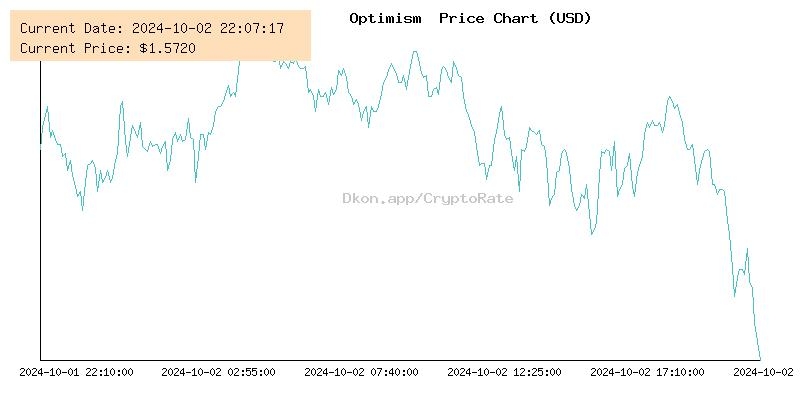 Optimism  Price Chart (USD)
Current Date: 2024-10-02 22:07:17
Current Price: $1.5720
Dkon.app/CryptoRate
2024-10-01 22:10:00 2024-10-02 02:55:00 2024-10-02 07:40:00 2024-10-02 12:25:00 2024-10-02 17:10:00 2024-10-02